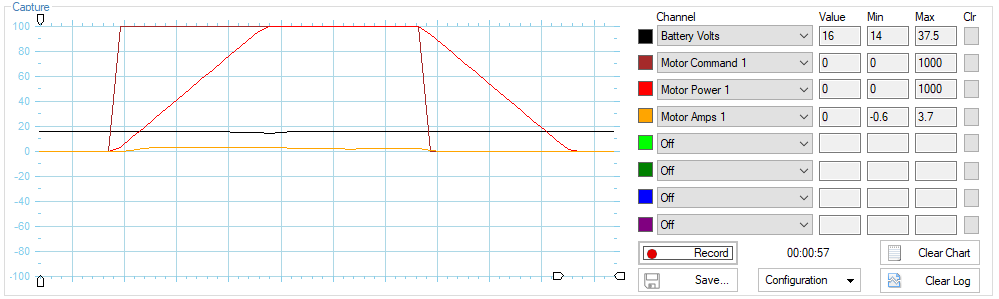 Capture
Channel Value Min Max Clr
100
80
60
40
20
0
-20
-40
-60
-80
-100
Battery Volts 16 14 37.5
Motor Command 1 0 0 1000
Motor Power 1 0 0 1000
Motor Amps 1 0 -0.6 3.7
Off
Off
Off
Off
Record 00:00:57 Clear Chart
Save... Configuration Clear Log